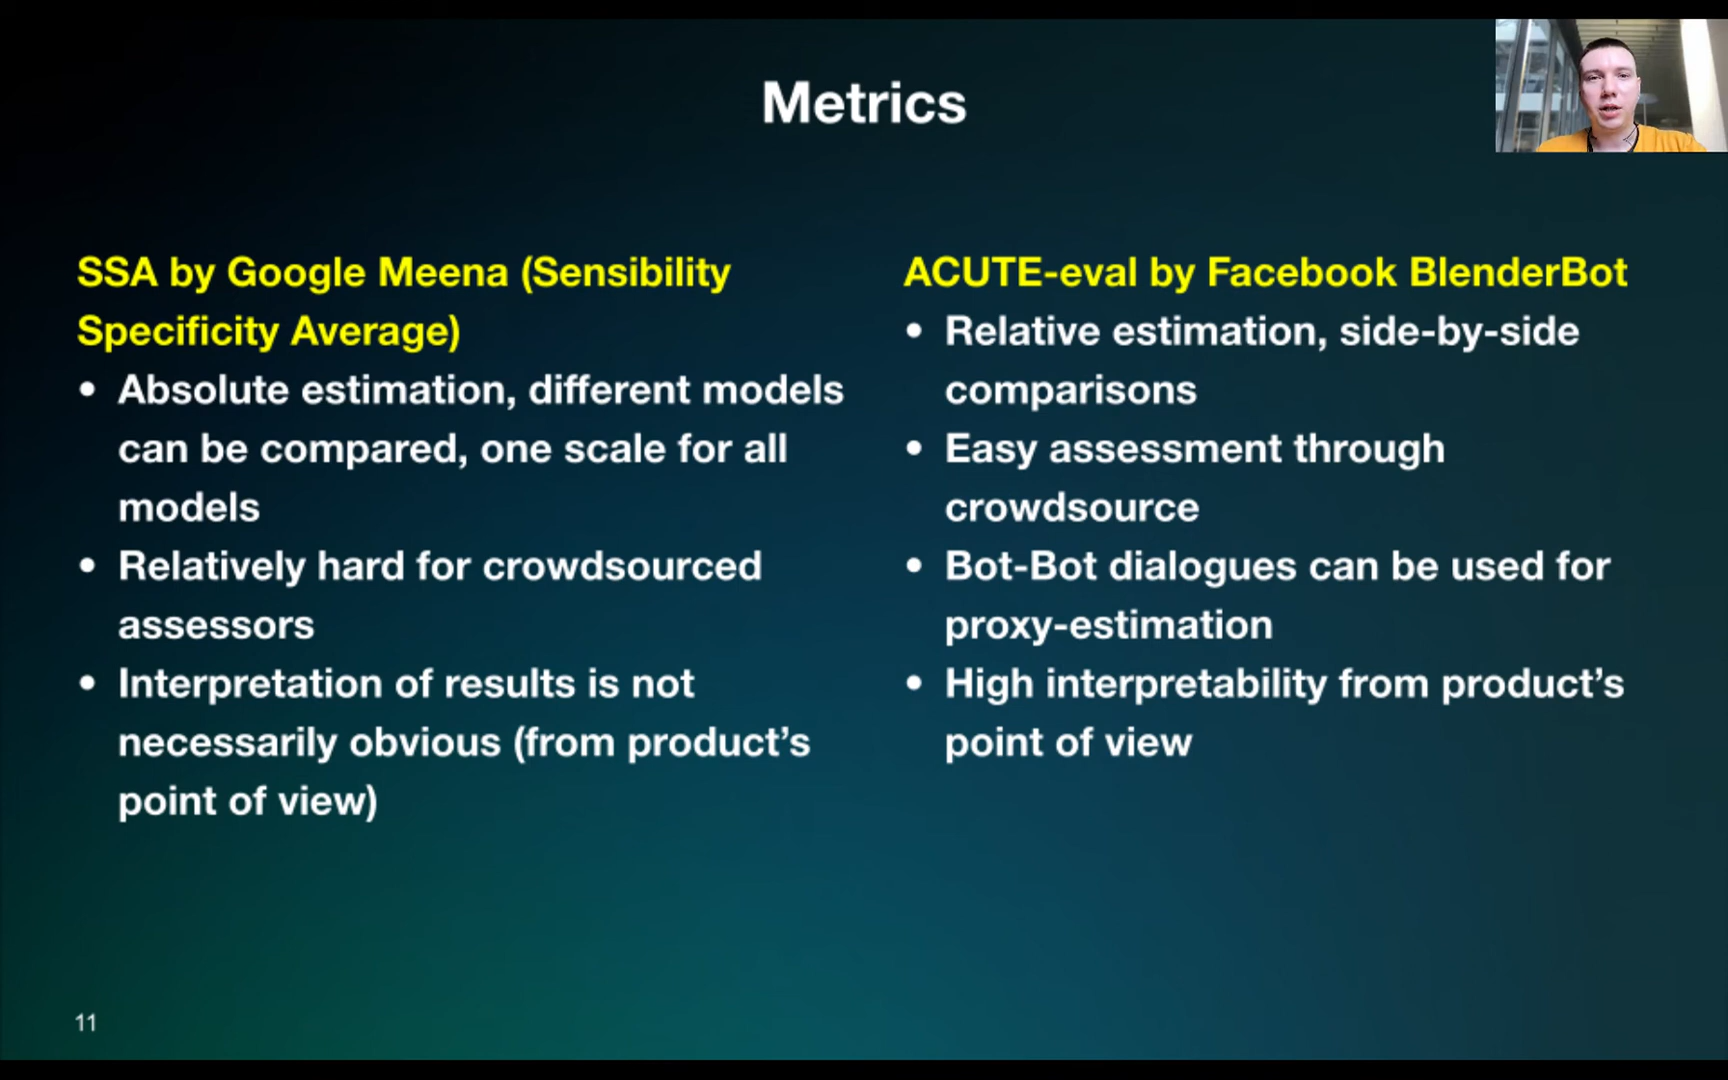 Metrics
SSA by Google Meena (Sensibility
Specificity Average)
• Absolute estimation, different models
can be compared, one scale for all
models
• Relatively hard for crowdsourced
assessors
• Interpretation of results is not
necessarily obvious (from product’s
point of view)
ACUTE-eval by Facebook BlenderBot
• Relative estimation, side-by-side
comparisons
• Easy assessment through
crowdsource
• Bot-Bot dialogues can be used for
proxy-estimation
• High interpretability from product’s
point of view
11